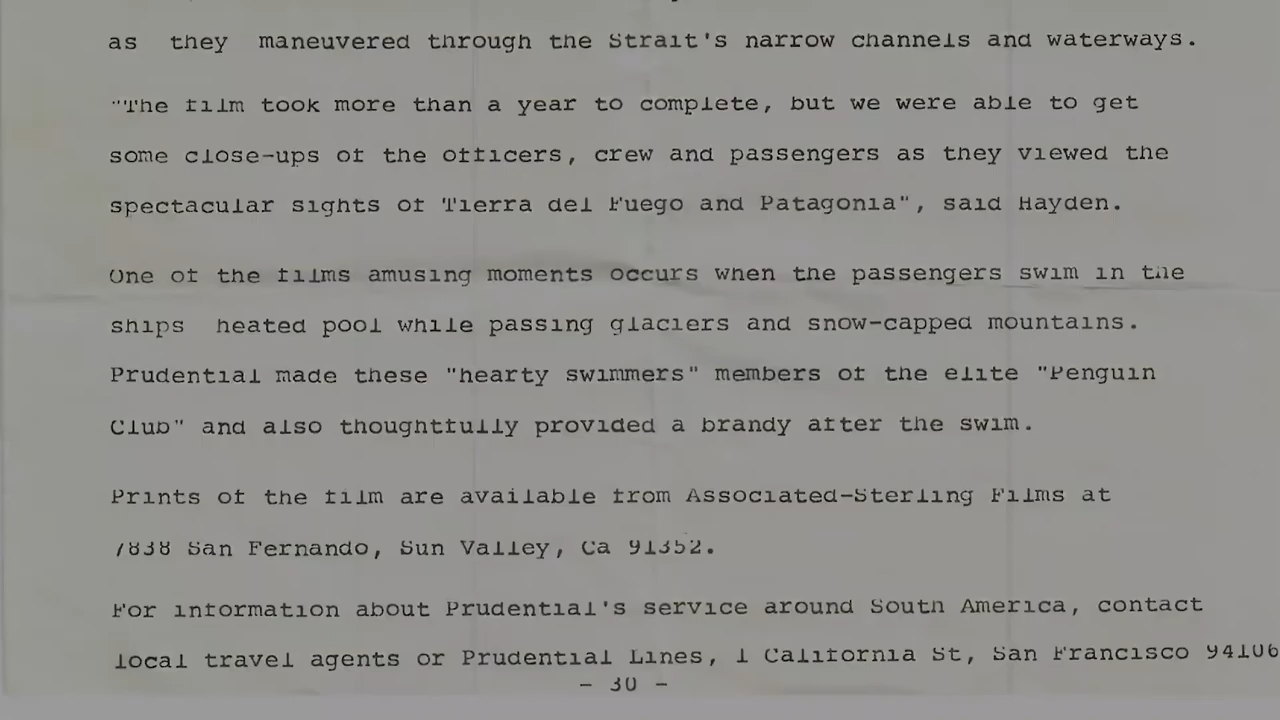 as they maneuvered through the Strait's narrow channels and waterways.
"The film took more than a year to complete, but we were able to get
some close-ups of the officers, crew and passengers as they viewed the
spectacular sights of Tierra del Fuego and Patagonia", said Hayden.
One of the films amusing moments occurs when the passengers swim in the
ships heated pool while passing glaciers and snow-capped mountains.
Prudential made these "hearty swimmers" members of the elite "Penguin
Club" and also thoughtfully provided a brandy after the swim.
Prints of the film are available from Associated-Sterling Films at
7838 San Fernando, Sun Valley, Ca 91352.
For information about Prudential's service around South America, contact
local travel agents or Prudential Lines, 1 California St, San Francisco 94106
- 30 -